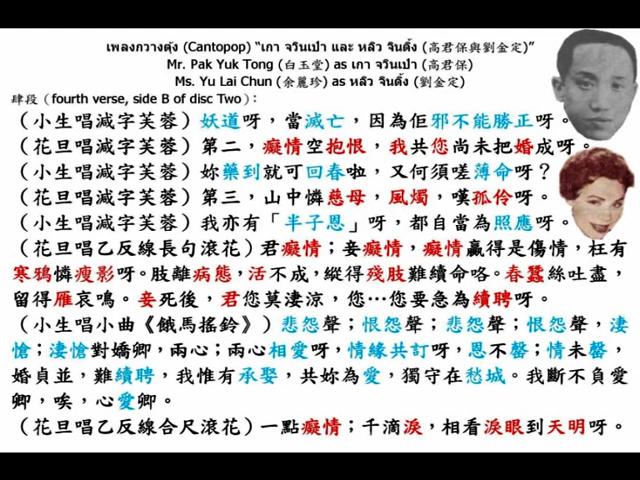 เพลงกวางตุ้ง (Cantopop) “เกา จวินเป่า และ หลิว จินติ้ง (高君保與劉金定)”
Mr. Pak Yuk Tong (白玉堂) as เกา จวินเป่า (高君保)
Ms. Yu Lai Chun (余麗珍) as หลิว จินติ้ง (劉金定)
肆段 (fourth verse, side B of disc Two)：
（小生唱減字芙蓉）妖道呀，當滅亡，因為佢邪不能勝正呀。
（花旦唱減字芙蓉）第二，癡情空抱恨，我共您尚未把婚成呀。
（小生唱減字芙蓉）妳藥到就可回春啦，又何須嗟薄命呀？
（花旦唱減字芙蓉）第三，山中憐慈母，風燭，嘆孤伶呀。
（小生唱減字芙蓉）我亦有「半子恩」呀，都自當為照應呀。
（花旦唱乙反線長句滾花）君癡情；妾癡情，癡情贏得是傷情，枉有
寒鴉憐瘦影呀。肢離病態，活不成，縱得殘肢難續命咯。春蠶絲吐盡，
留得雁哀鳴。妾死後，君您莫淒涼，您…您要急為續聘呀。
（小生唱小曲《餓馬搖鈴》）悲怨聲；恨怨聲；悲怨聲；恨怨聲，淒
愴；淒愴對嬌卿，兩心；兩心相愛呀，情緣共訂呀，恩不罄；情未罄，
婚貞並，難續聘，我惟有承娶，共妳為愛，獨守在愁城。我斷不負愛
卿，唉，心愛卿。
（花旦唱乙反線合尺滾花）一點癡情；千滴淚，相看淚眼到天明呀。